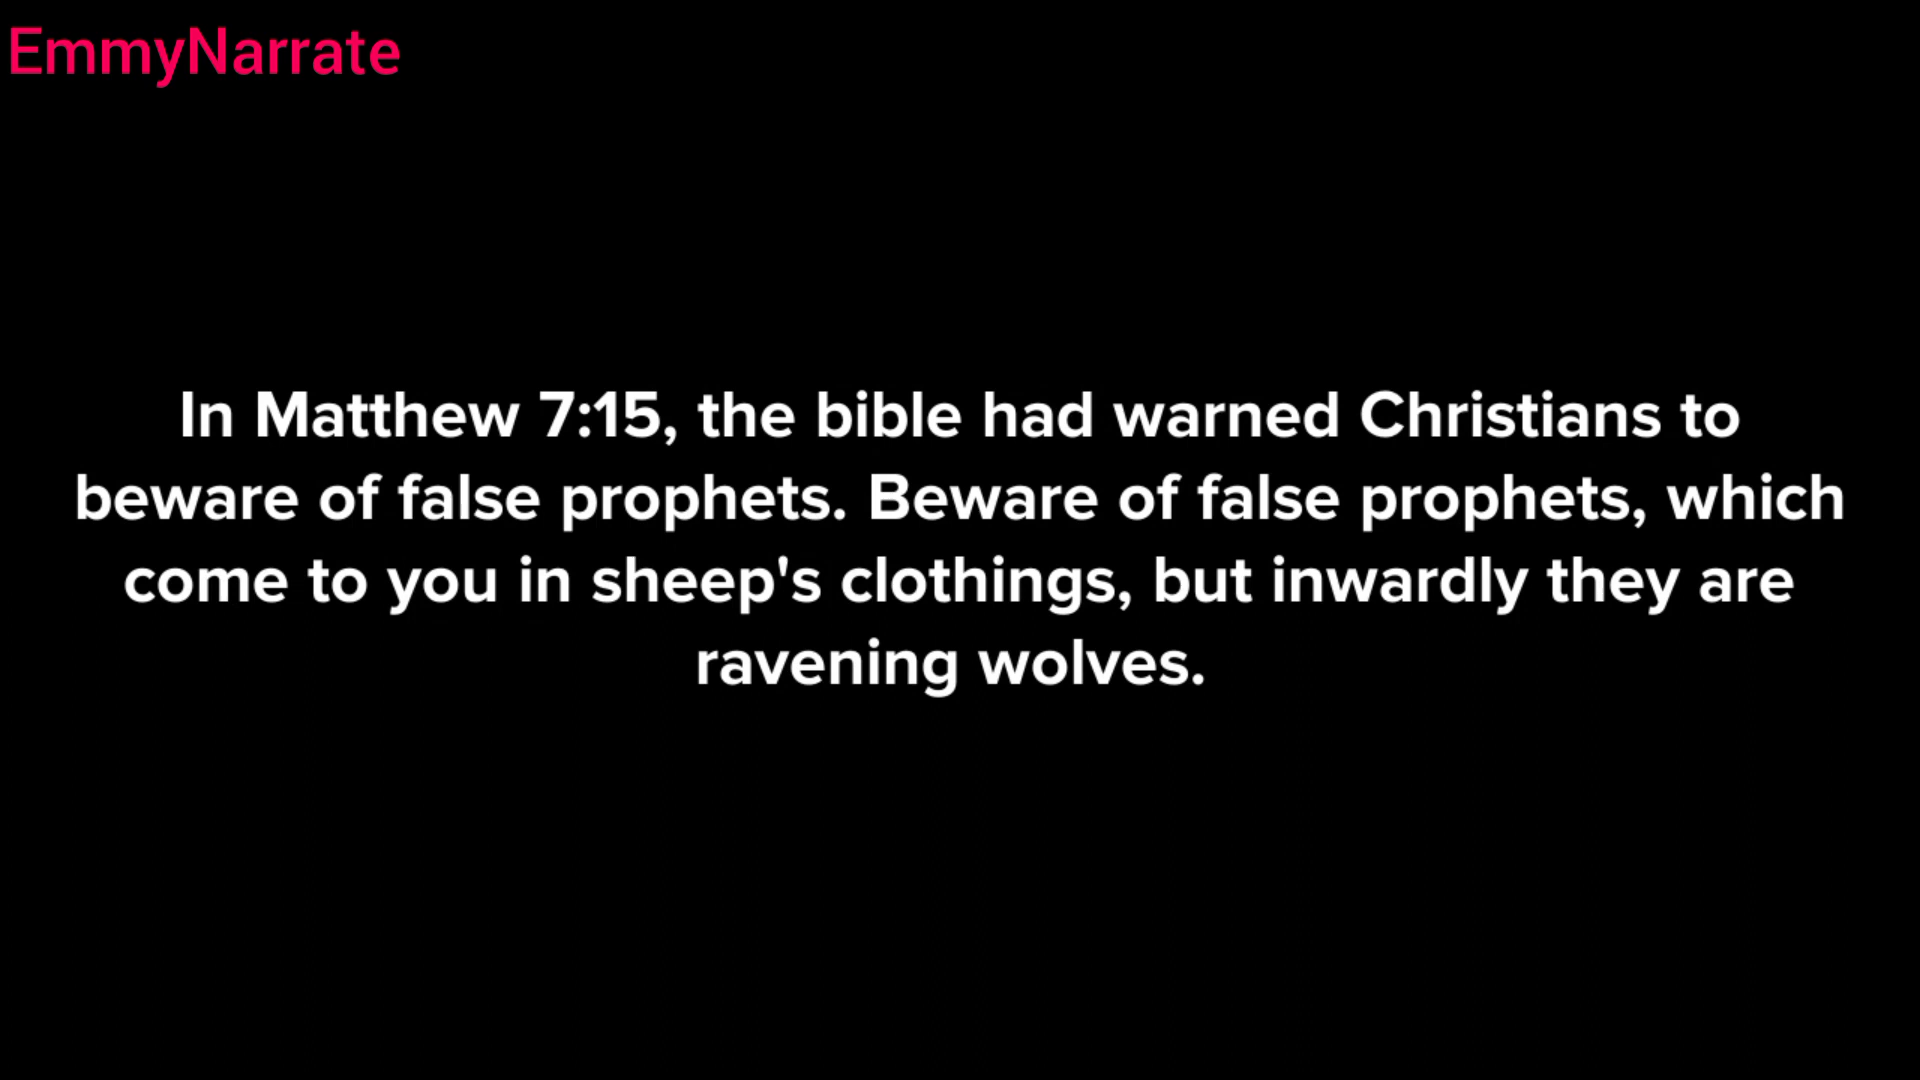 EmmyNarrate
In Matthew 7:15, the bible had warned Christians to
beware of false prophets. Beware of false prophets, which
come to you in sheep's clothings, but inwardly they are
ravening wolves.